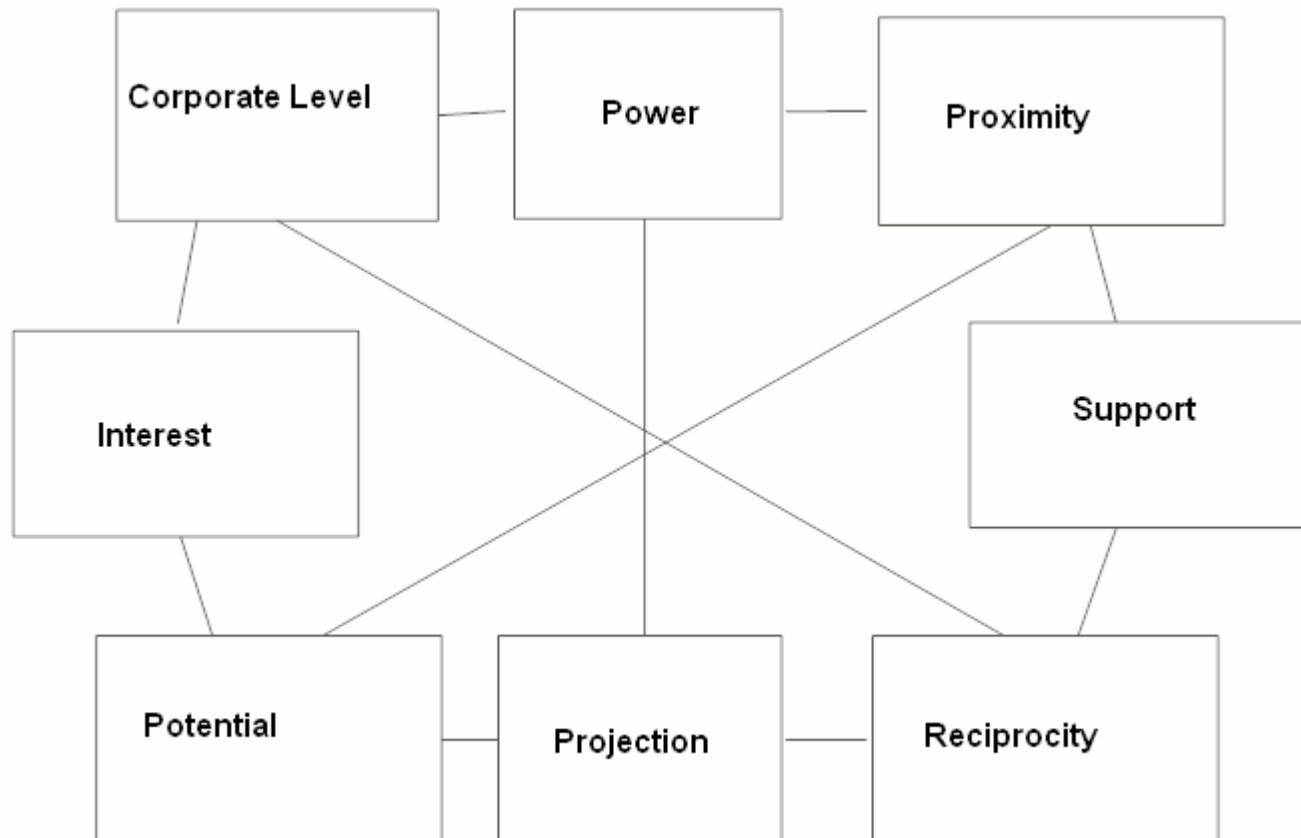 Corporate Level
Power
Proximity
Interest
Support
Potential
Projection
Reciprocity